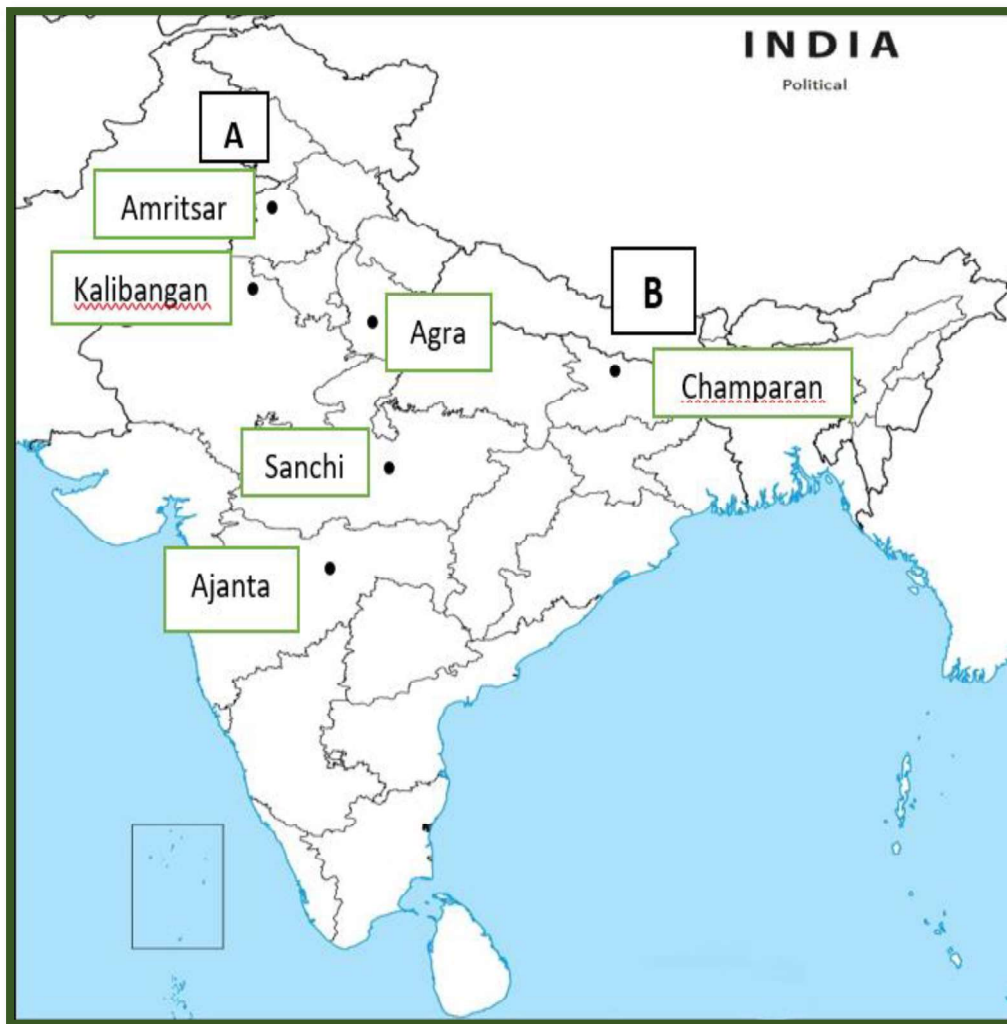 INDIA
Political
A
Amritsar
Kalibangan
B
Agra
Champaran
Sanchi
Ajanta